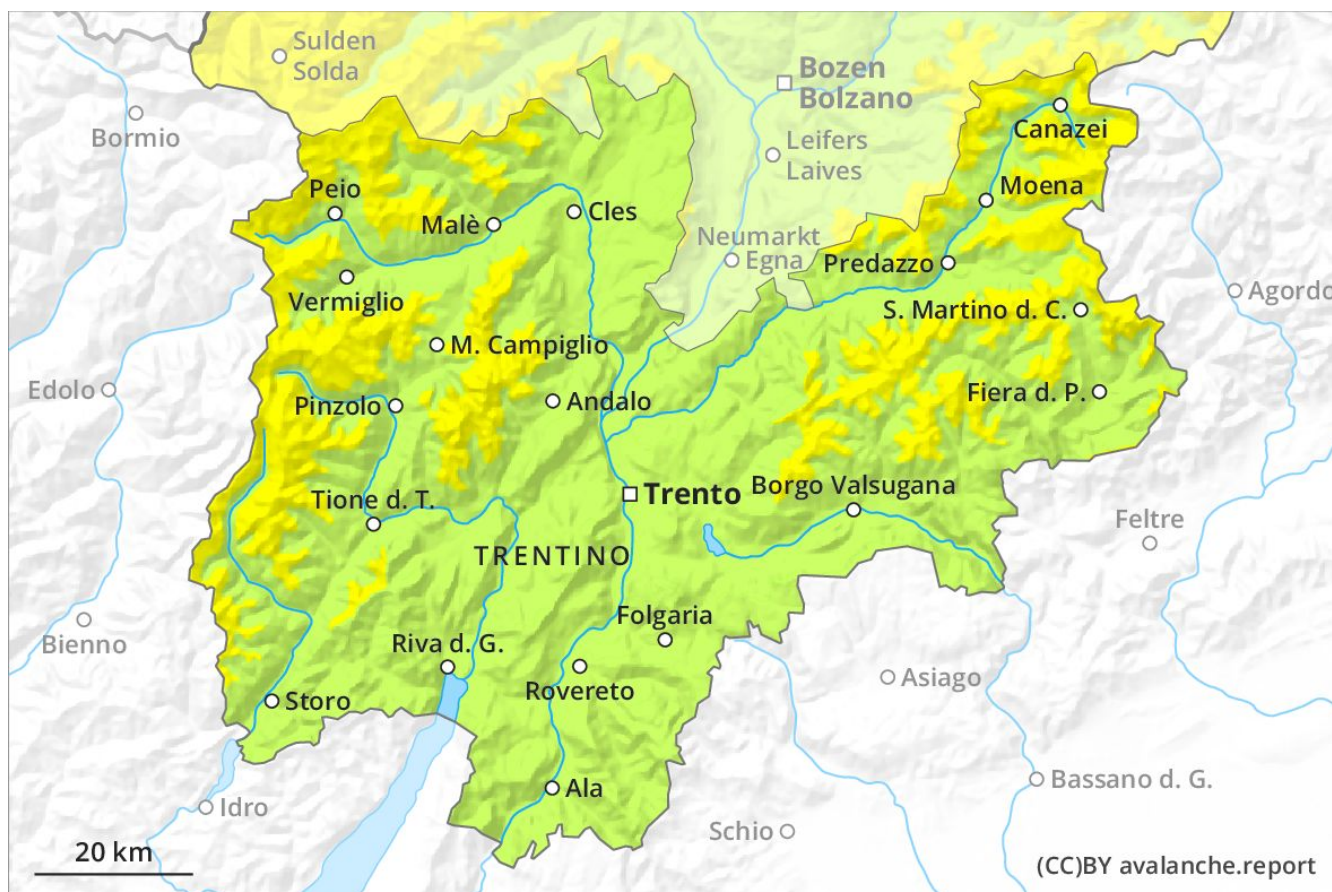 Sulden
Solda
Bozen
Bolzano
Bormio
Canazei
Leifers
Laives
Peio
Moena
Malè
Cles
Neumarkt
Egna
Predazzo
Vermiglio
Agordo
S. Martino d. C.
M. Campiglio
Edolo
Fiera d. P.
Pinzolo
Andalo
Trento
Borgo Valsugana
Tione d. T.
Feltre
TRENTINO
Folgaria
Bienno
Riva d. G.
Asiago
Rovereto
Storo
Bassano d. G.
Ala
Idro
Schio
20 km
(CC)BY avalanche.report